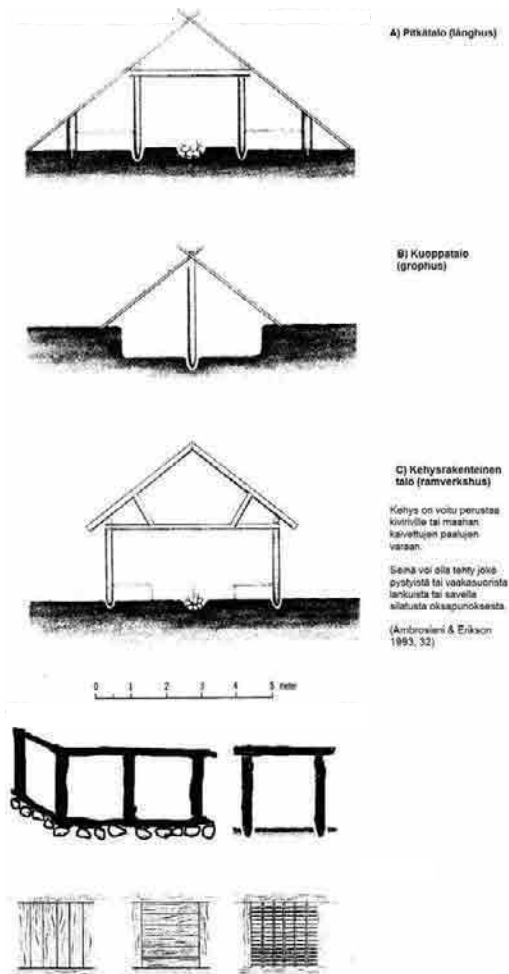 A) Pitkätalo (långhus)
B) Kuoppatalo
(grophus)
C) Kehysrakenteinen
talo (ramverkshus)
Kehys on voitu perustaa
kiviriville tai maahan
kaivettujen paalujen
varaan.
Seinä voi olla tehty joko
pystyistä tai vaakasuorista
lankuista tai savella
silatusta oksapunoksesta.
(Ambrosiani & Erikson
1993, 32)
0 1 2 3 4 5 meter